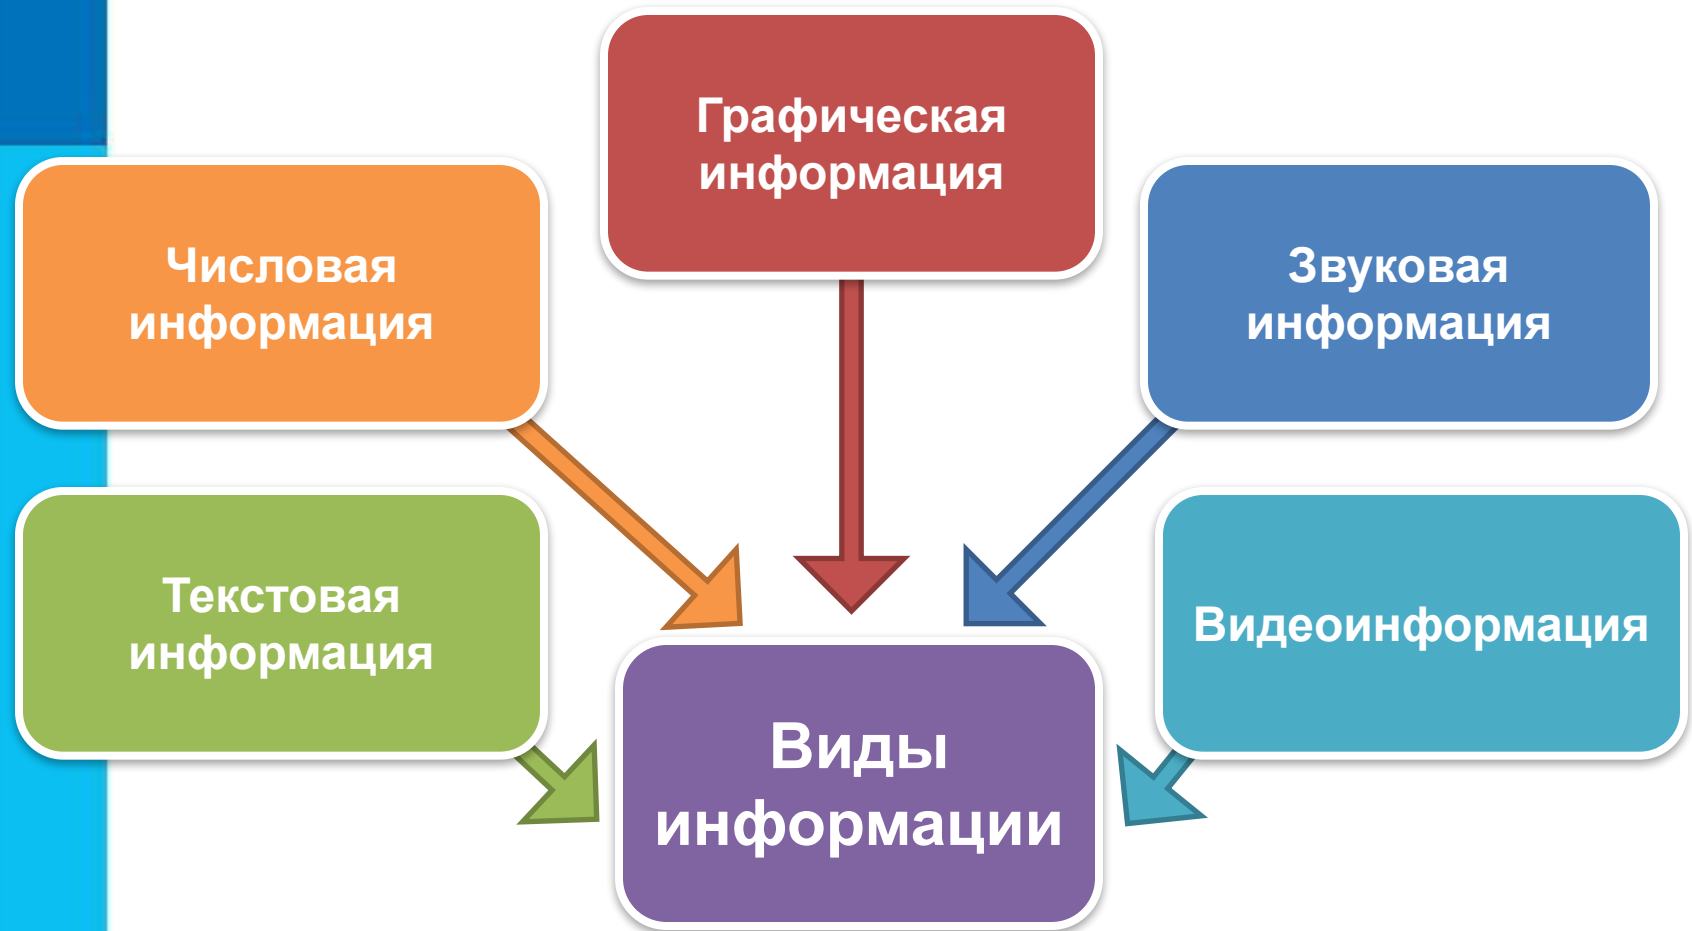 Графическая
информация
Числовая
информация
Звуковая
информация
Текстовая
информация
Видеоинформация
Виды
информации